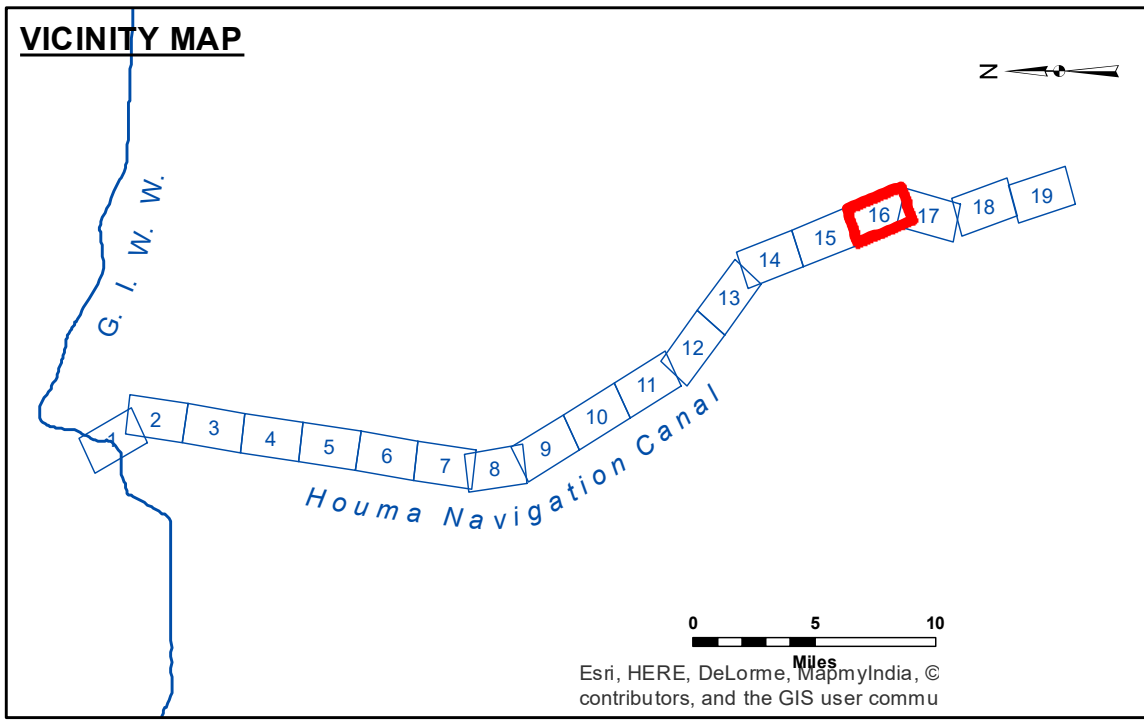 VICINITY MAP
N
G. I. W. W.
1
2
3
4
5
6
7
8
9
10
11
12
13
14
15
16
17
18
19
Houma Navigation Canal
0 5 10
Miles
Esri, HERE, DeLorme, MapmyIndia, ©
contributors, and the GIS user commu